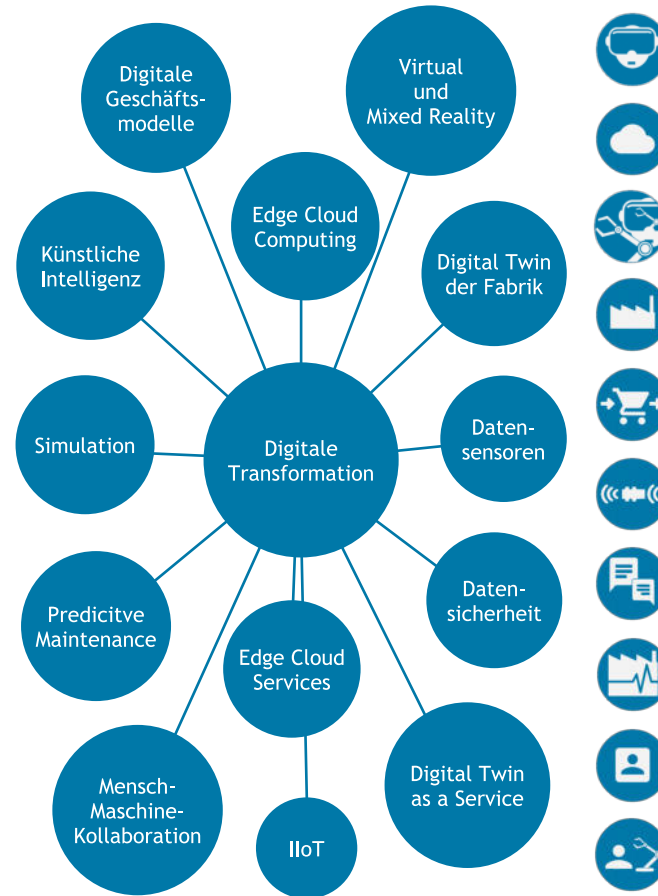 Digitale
Geschäfts-
modelle
Virtual
und
Mixed Reality
Edge Cloud
Computing
Künstliche
Intelligenz
Digital Twin
der Fabrik
Simulation
Digitale
Transformation
Daten-
sensoren
Predicitve
Maintenance
Edge Cloud
Services
Daten-
sicherheit
Mensch-
Maschine-
Kollaboration
IIoT
Digital Twin
as a Service